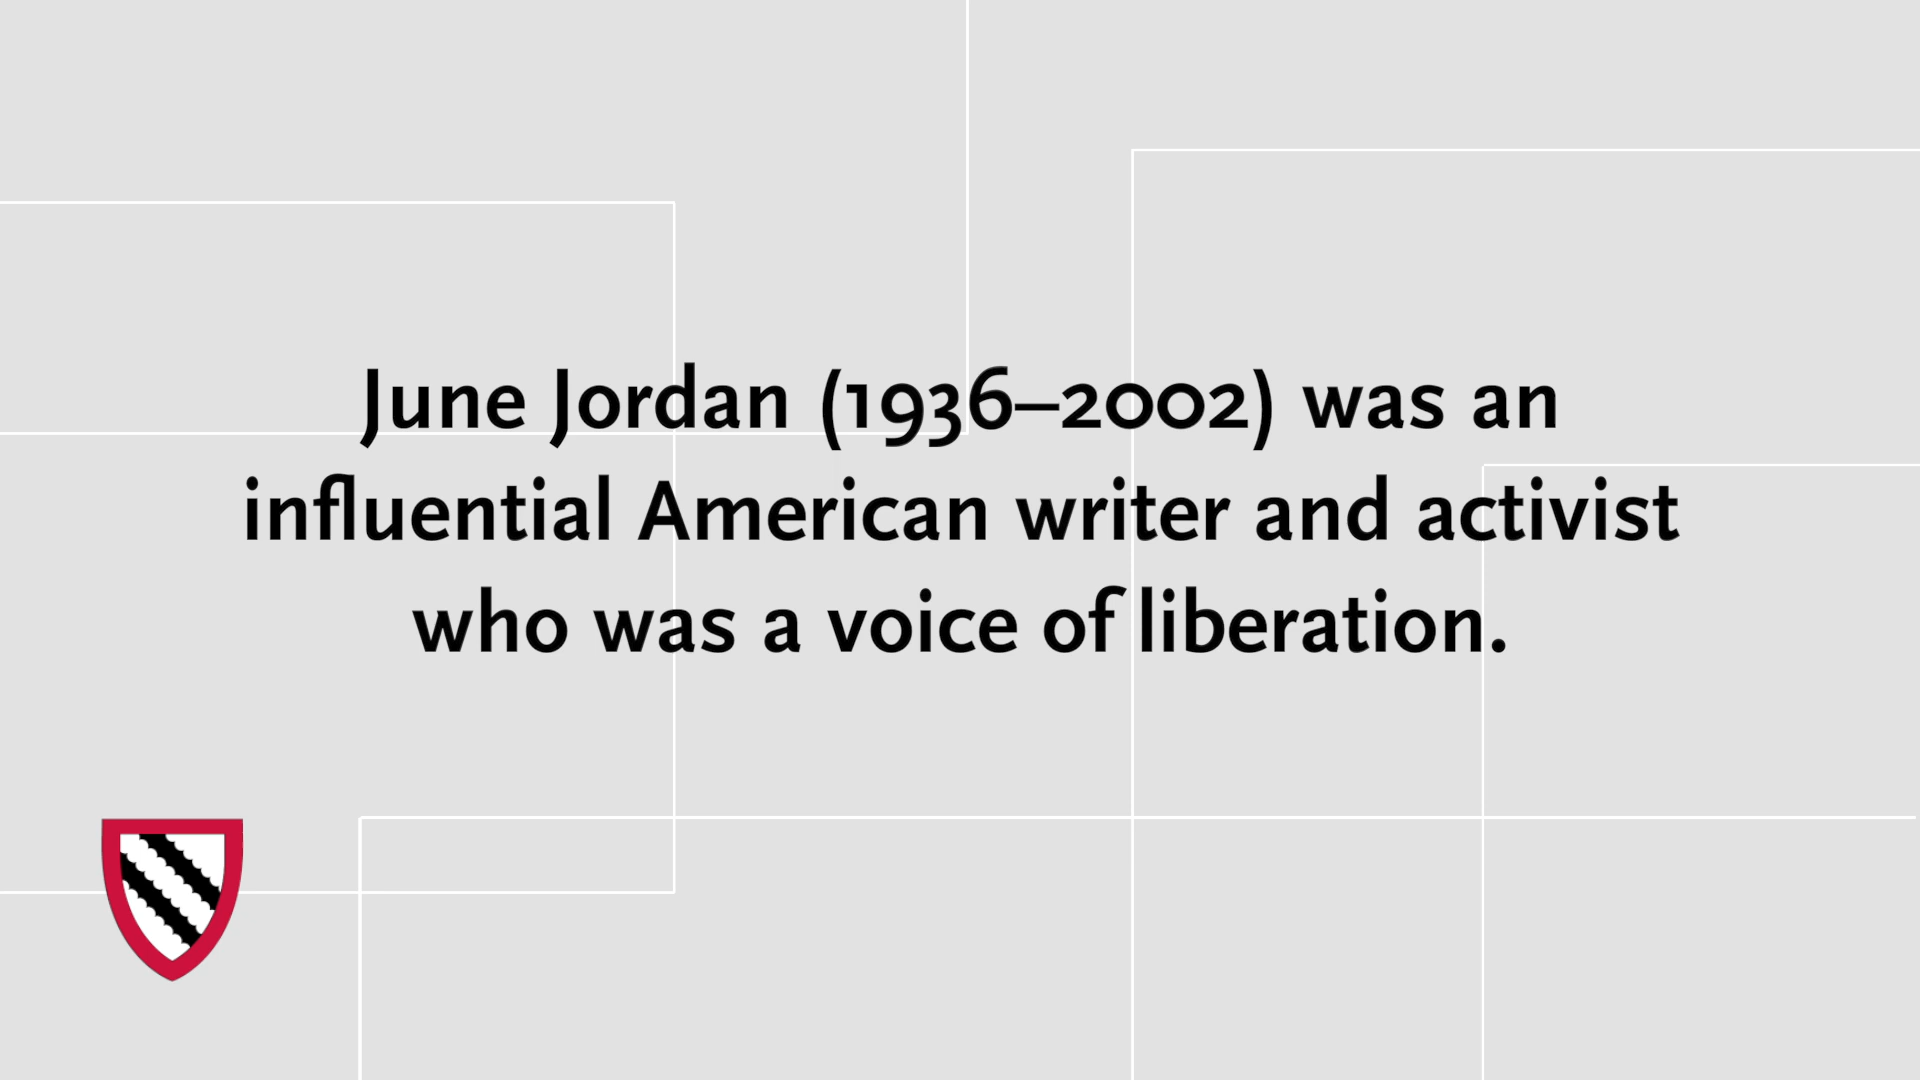 June Jordan (1936–2002) was an
influential American writer and activist
who was a voice of liberation.